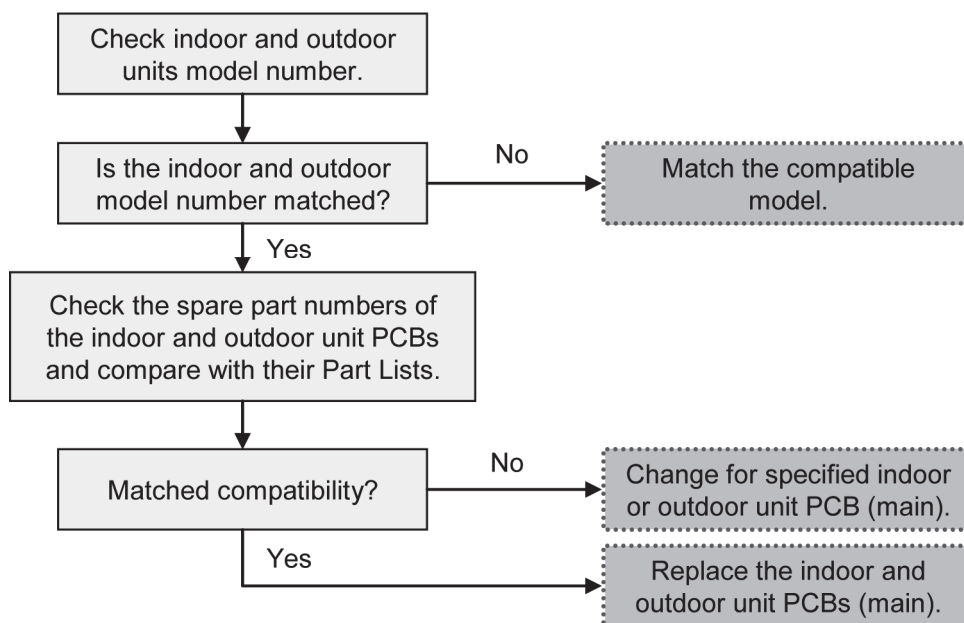 Check indoor and outdoor
units model number.
Is the indoor and outdoor
model number matched?
No
Match the compatible
model.
Yes
Check the spare part numbers of
the indoor and outdoor unit PCBs
and compare with their Part Lists.
Matched compatibility?
No
Change for specified indoor
or outdoor unit PCB (main).
Yes
Replace the indoor and
outdoor unit PCBs (main).